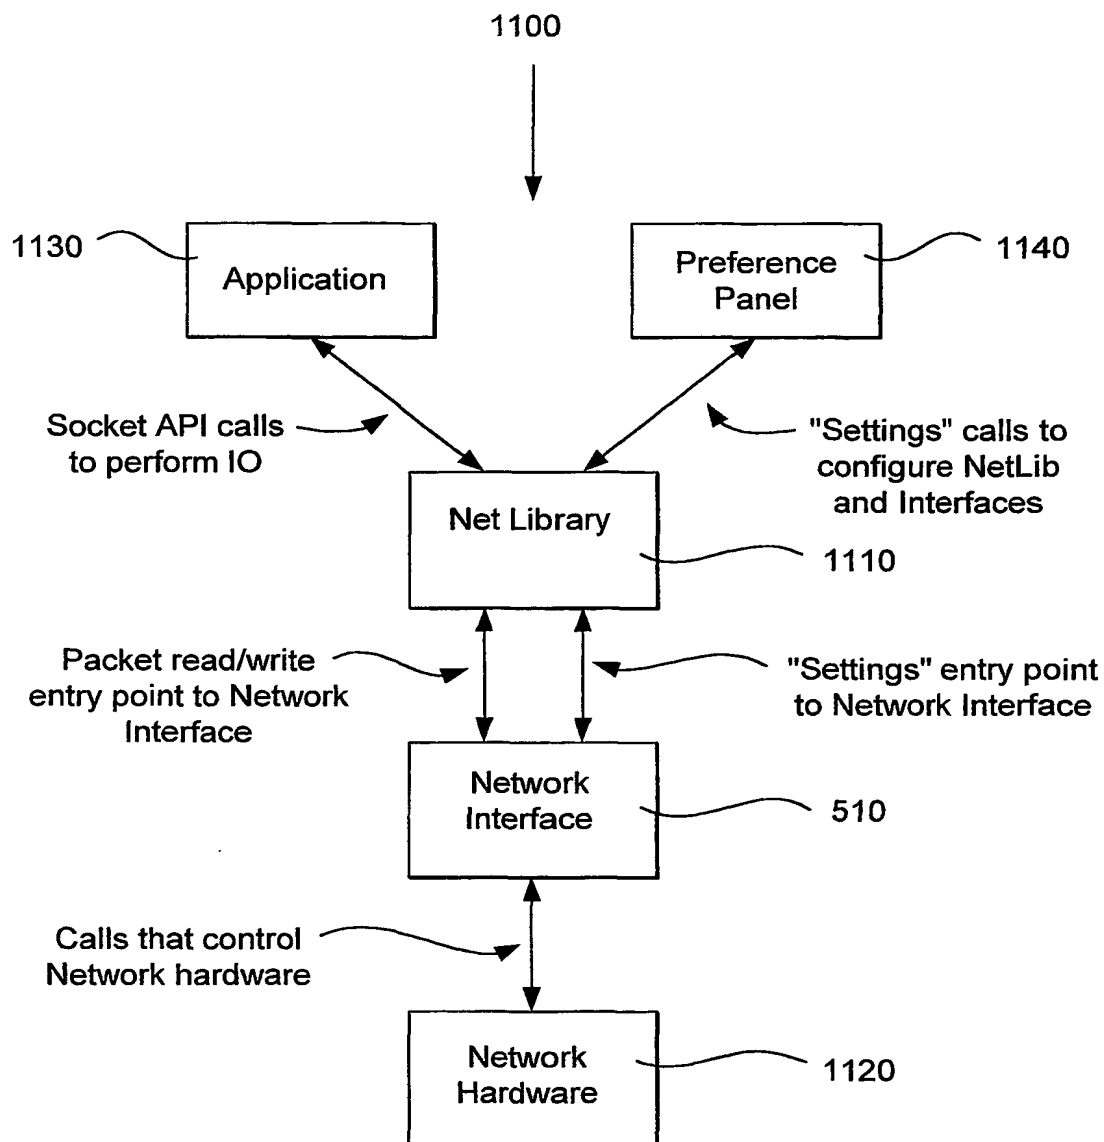 1100
1130
Application
Preference
Panel
1140
Socket API calls
to perform IO
"Settings" calls to
configure NetLib
and Interfaces
Net Library
1110
Packet read/write
entry point to Network
Interface
"Settings" entry point
to Network Interface
Network
Interface
510
Calls that control
Network hardware
Network
Hardware
1120